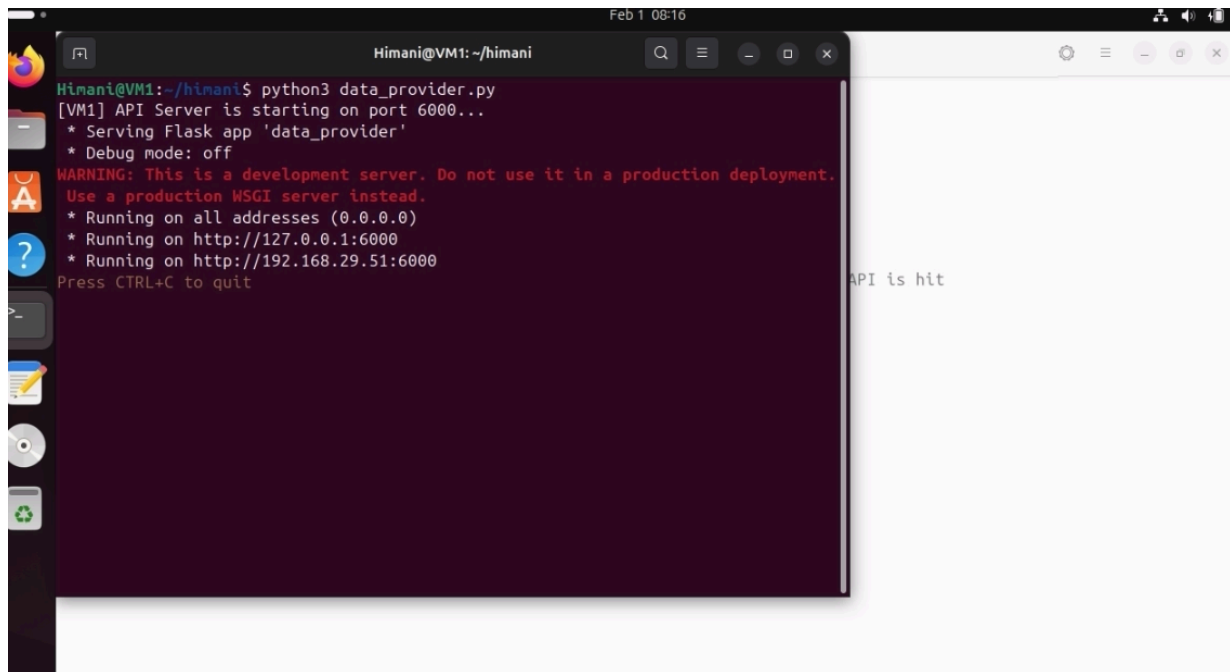 Feb 1 08:16
Himani@VM1: ~/himani
Himani@VM1:~/himani$ python3 data_provider.py
[VM1] API Server is starting on port 6000...
* Serving Flask app 'data_provider'
* Debug mode: off
WARNING: This is a development server. Do not use it in a production deployment.
Use a production WSGI server instead.
* Running on all addresses (0.0.0.0)
* Running on http://127.0.0.1:6000
* Running on http://192.168.29.51:6000
Press CTRL+C to quit
API is hit